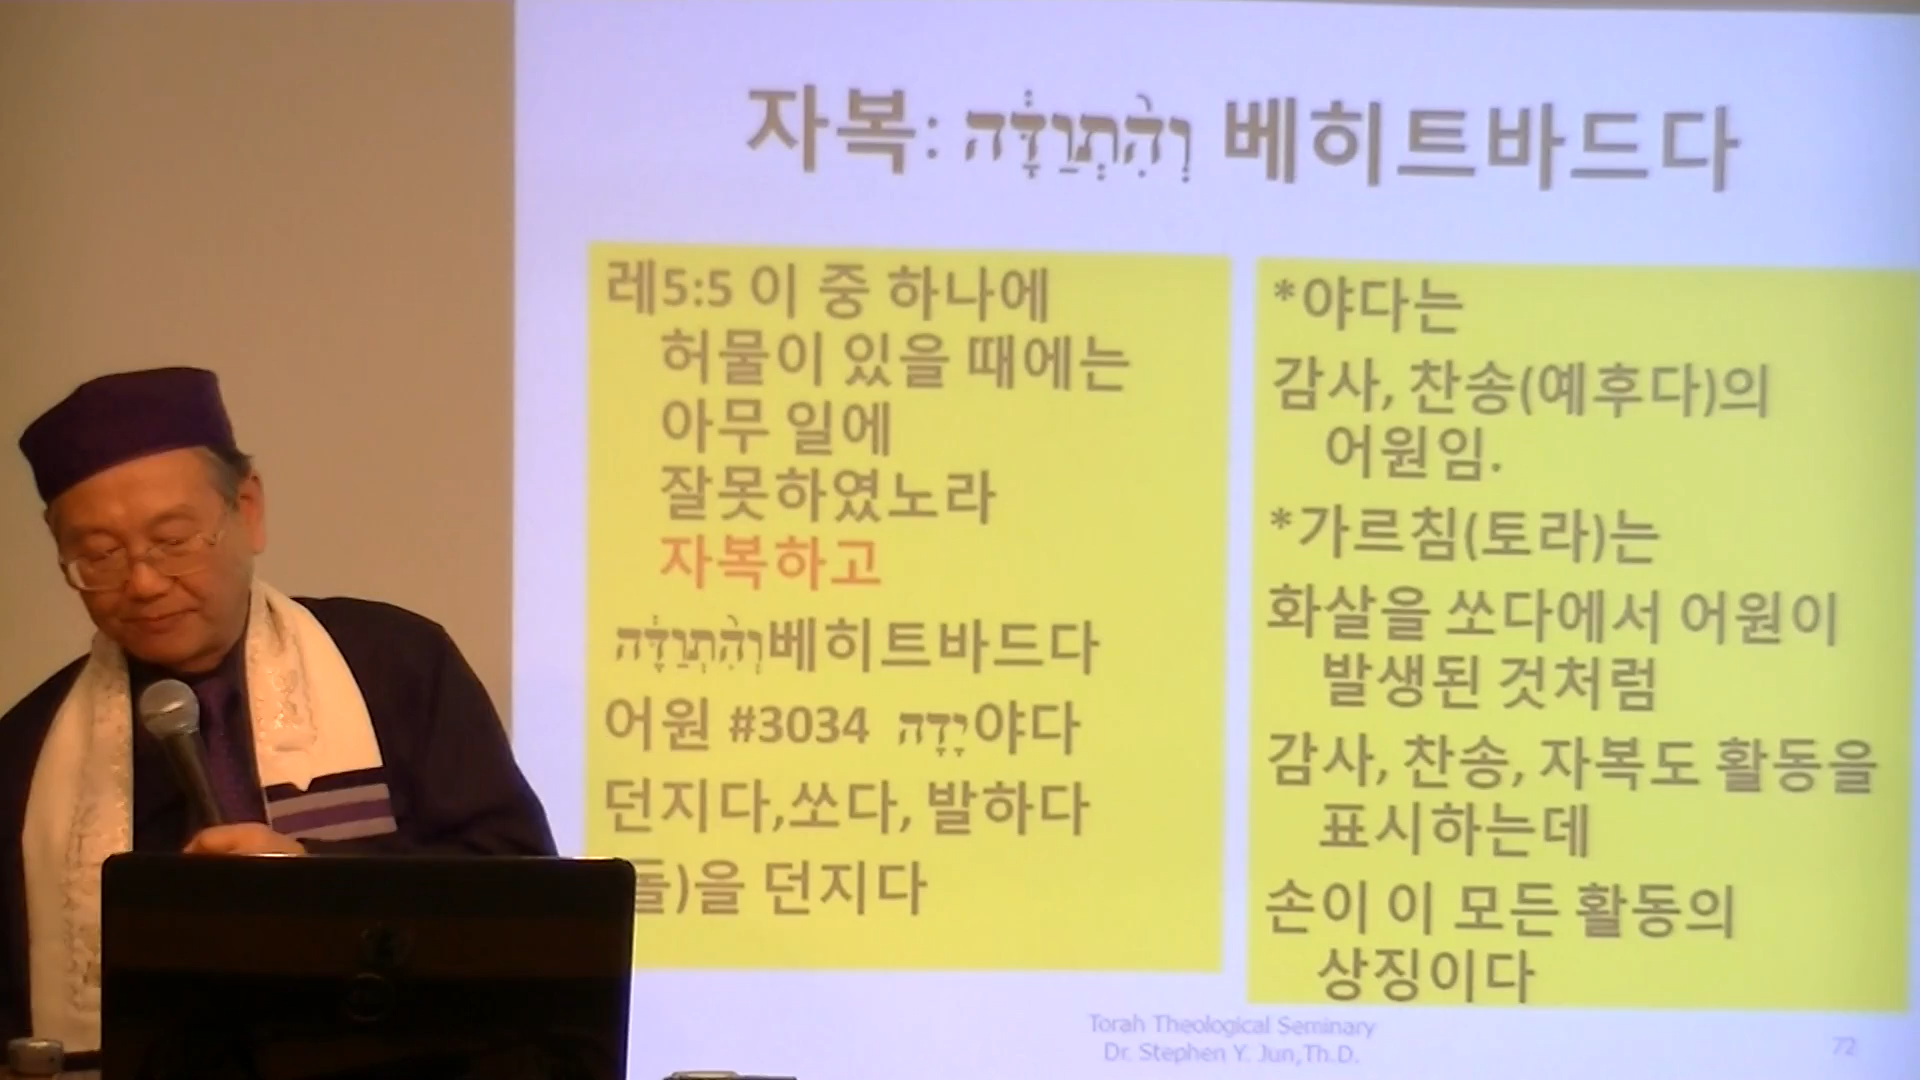 자복: וְהִ֨תְוַדָּ֔ה 베히트바드다
레5:5 이 중 하나에
허물이 있을 때에는
아무 일에
잘못하였노라
자복하고
וְהִ֨תְוַדָּ֔ה베히트바드다
어원 #3034 יָדָה야다
던지다,쏘다, 발하다
돌)을 던지다
*야다는
감사, 찬송(예후다)의
어원임.
*가르침(토라)는
화살을 쏘다에서 어원이
발생된 것처럼
감사, 찬송, 자복도 활동을
표시하는데
손이 이 모든 활동의
상징이다
Torah Theological Seminary
Dr. Stephen Y. Jun,Th.D.
72